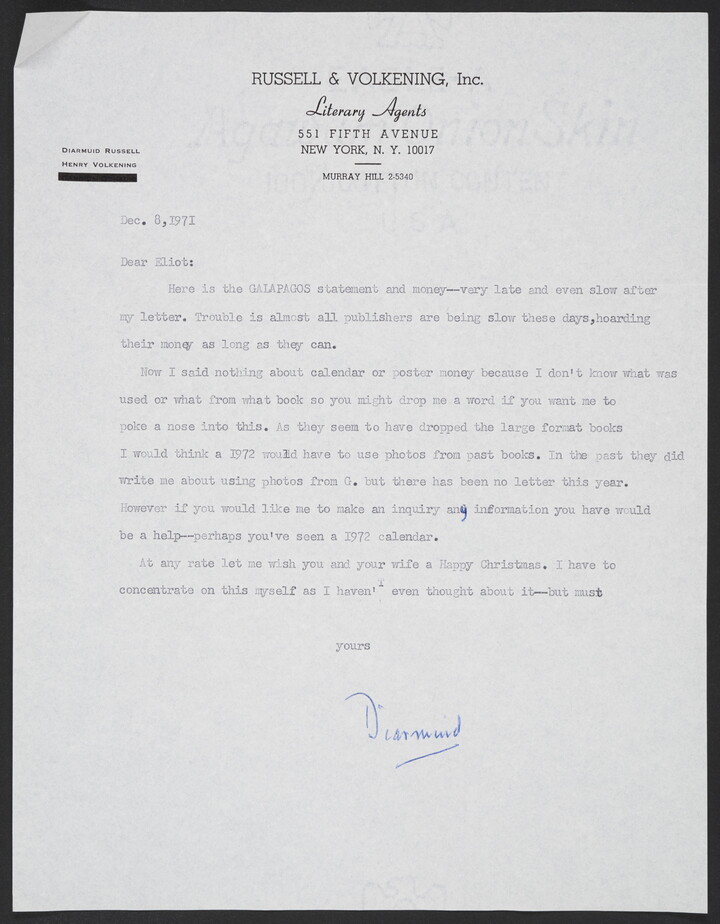 RUSSELL & VOLKENING, Inc.
Literary Agents
551 FIFTH AVENUE
NEW YORK, N. Y. 10017
MURRAY HILL 2-5340
DIARMUID RUSSELL
HENRY VOLKENING
Dec. 8,1971
Dear Eliot:
Here is the GALAPAGOS statement and money--very late and even slow after
my letter. Trouble is almost all publishers are being slow these days,hoarding
their money as long as they can.
Now I said nothing about calendar or poster money because I don't know what was
used or what from what book so you might drop me a word if you want me to
poke a nose into this. As they seem to have dropped the large format books
I would think a 1972 would have to use photos from past books. In the past they did
write me about using photos from G. but there has been no letter this year.
However if you would like me to make an inquiry any information you have would
be a help--perhaps you've seen a 1972 calendar.
At any rate let me wish you and your wife a Happy Christmas. I have to
concentrate on this myself as I haven't even thought about it--but must
yours
Diarmuid